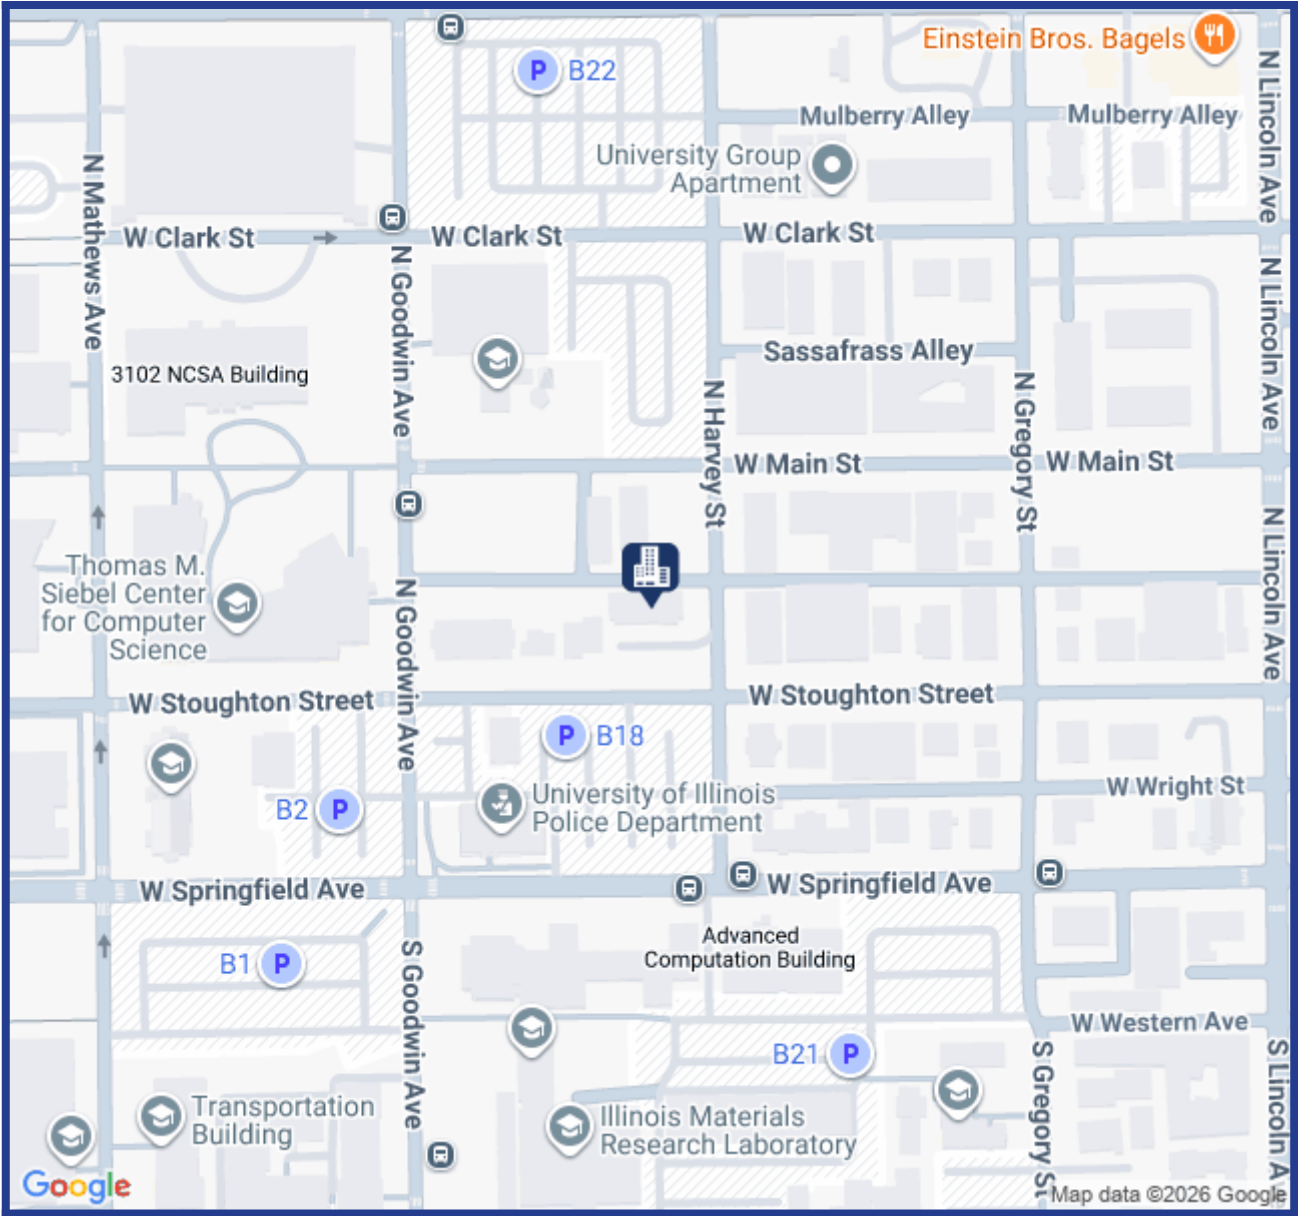 Einstein Bros. Bagels
P B22
Mulberry Alley
Mulberry Alley
N Lincoln Ave
N Mathews Ave
University Group
Apartment
W Clark St
W Clark St
W Clark St
N Goodwin Ave
N Lincoln Ave
Sassafrass Alley
3102 NCSA Building
N Harvey St
N Gregory St
W Main St
W Main St
N Lincoln Ave
Thomas M.
Siebel Center
for Computer
Science
N Goodwin Ave
W Stoughton Street
W Stoughton Street
P B18
W Wright St
B2 P
University of Illinois
Police Department
W Springfield Ave
W Springfield Ave
Advanced
Computation Building
B1 P
S Goodwin Ave
W Western Ave
B21 P
S Gregory St
S Lincoln A
Transportation
Building
Illinois Materials
Research Laboratory
Google
Map data ©2026 Google